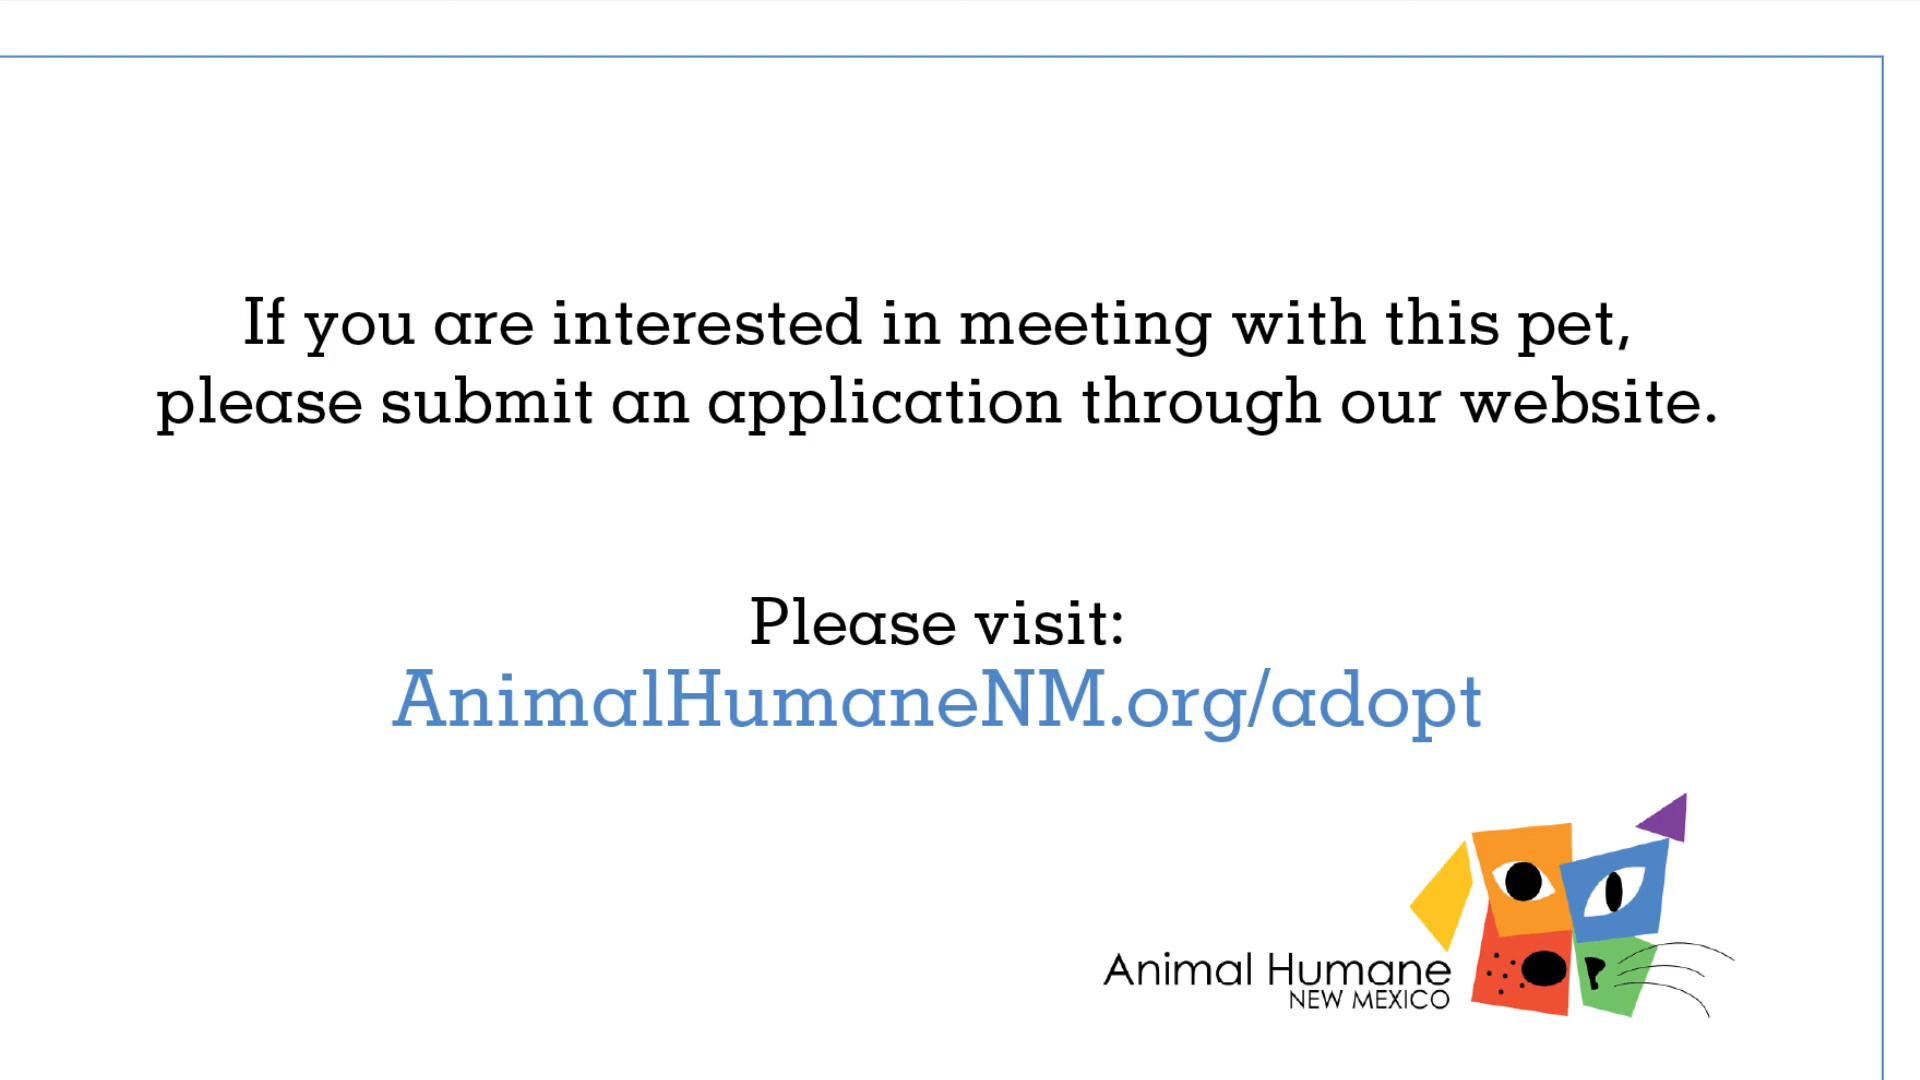 If you are interested in meeting with this pet,
please submit an application through our website.
Please visit:
AnimalHumaneNM.org/adopt
Animal Humane
NEW MEXICO